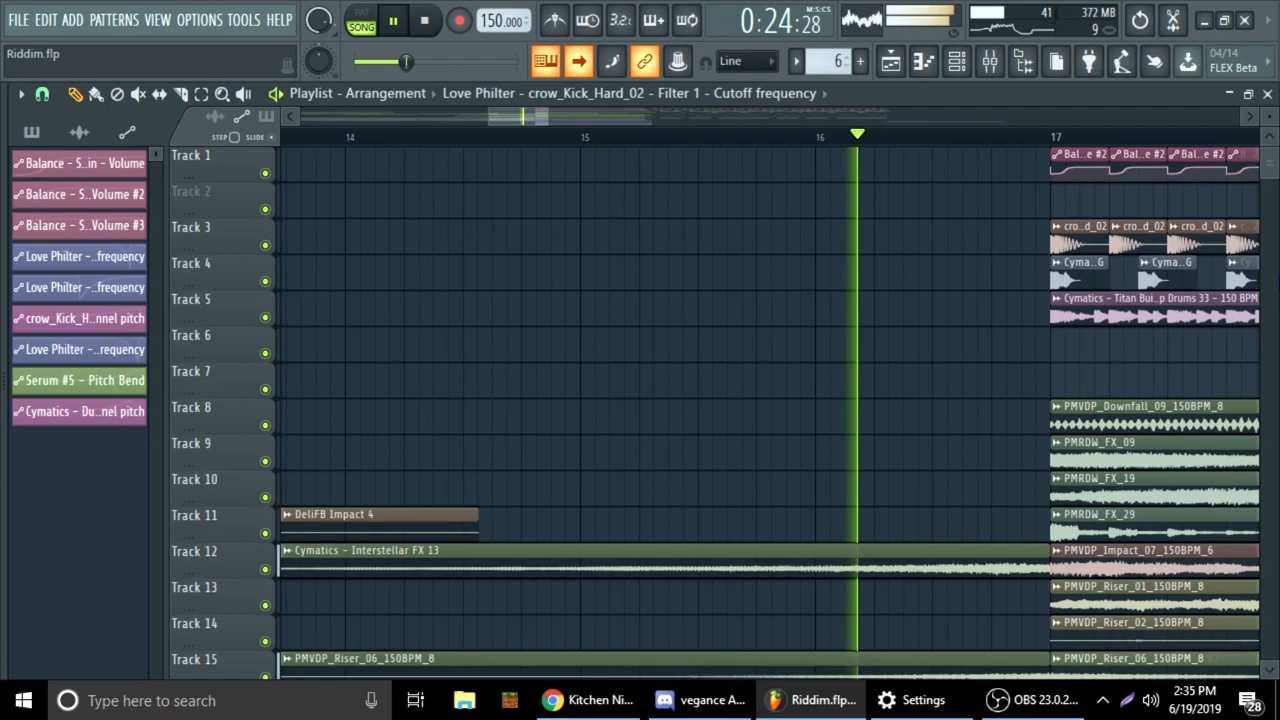 FILE EDIT ADD PATTERNS VIEW OPTIONS TOOLS HELP
PAT
SONG
150.000
3.2.
0:24:28
M:S:CS
41
372 MB
9
Riddim.flp
Line
6
04/14
FLEX Beta
Playlist - Arrangement
Love Philter - crow_Kick_Hard_02 - Filter 1 - Cutoff frequency
STEP
SLIDE
14
15
16
17
Balance - S..in - Volume
Balance - S..Volume #2
Balance - S..Volume #3
Love Philter -..frequency
Love Philter -..frequency
crow_Kick_H..nnel pitch
Love Philter -..requency
Serum #5 - Pitch Bend
Cymatics - Du..nel pitch
Track 1
Bal..e #2
Bal..e #2
Bal..e #2
Track 2
Track 3
cro..d_02
cro..d_02
cro..d_02
Track 4
Cyma..G
Cyma..G
Track 5
Cymatics - Titan Bui..p Drums 33 - 150 BPM
Track 6
Track 7
Track 8
PMVDP_Downfall_09_150BPM_8
Track 9
PMRDW_FX_09
Track 10
PMRDW_FX_19
Track 11
DeliFB Impact 4
PMRDW_FX_29
Track 12
Cymatics - Interstellar FX 13
PMVDP_Impact_07_150BPM_6
Track 13
PMVDP_Riser_01_150BPM_8
Track 14
PMVDP_Riser_02_150BPM_8
Track 15
PMVDP_Riser_06_150BPM_8
PMVDP_Riser_06_150BPM_8
Type here to search
Kitchen Ni...
vegance A...
Riddim.flp...
Settings
OBS 23.0.2...
2:35 PM
6/19/2019
28